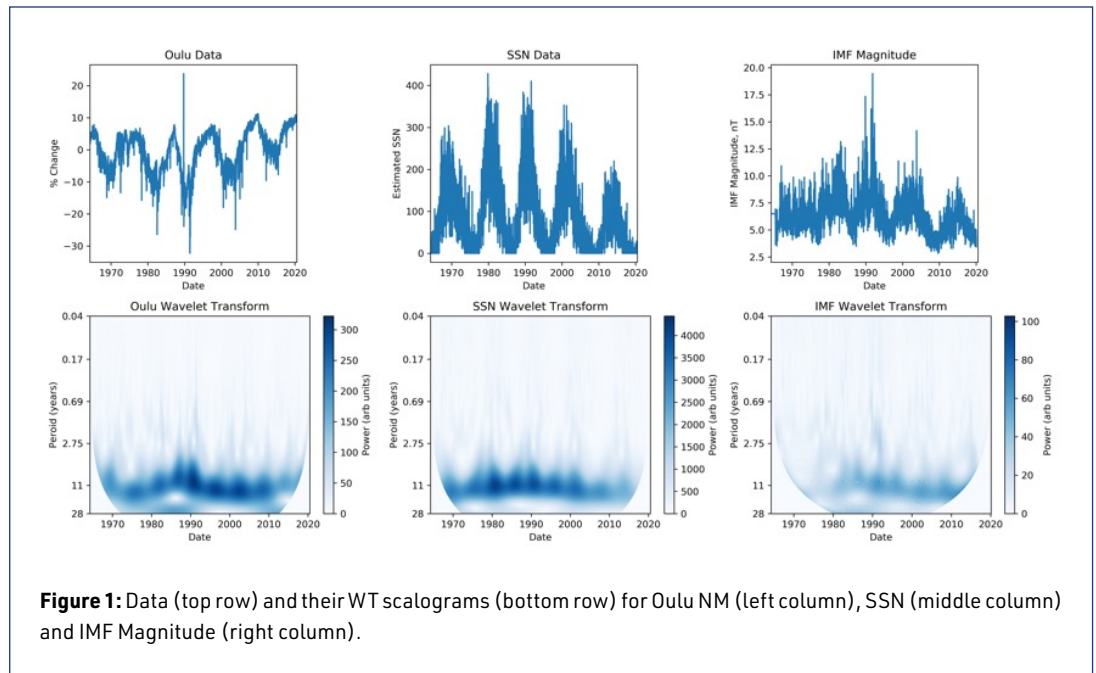 Oulu Data
20
10
0
−10
−20
−30
% Change
1970 1980 1990 2000 2010 2020
Date
SSN Data
400
300
200
100
0
Estimated SSN
1970 1980 1990 2000 2010 2020
Date
IMF Magnitude
20.0
17.5
15.0
12.5
10.0
7.5
5.0
2.5
IMF Magnitude, nT
1970 1980 1990 2000 2010 2020
Date
Oulu Wavelet Transform
0.04
0.17
0.69
2.75
11
28
Peroid (years)
1970 1980 1990 2000 2010 2020
Date
300
250
200
150
100
50
0
Power (arb units)
SSN Wavelet Transform
0.04
0.17
0.69
2.75
11
28
Peroid (years)
1970 1980 1990 2000 2010 2020
Date
4000
3500
3000
2500
2000
1500
1000
500
0
Power (arb units)
IMF Wavelet Transform
0.04
0.17
0.69
2.75
11
28
Period (years)
1970 1980 1990 2000 2010 2020
Date
100
80
60
40
20
0
Power (arb units)
Figure 1: Data (top row) and their WT scalograms (bottom row) for Oulu NM (left column), SSN (middle column)
and IMF Magnitude (right column).